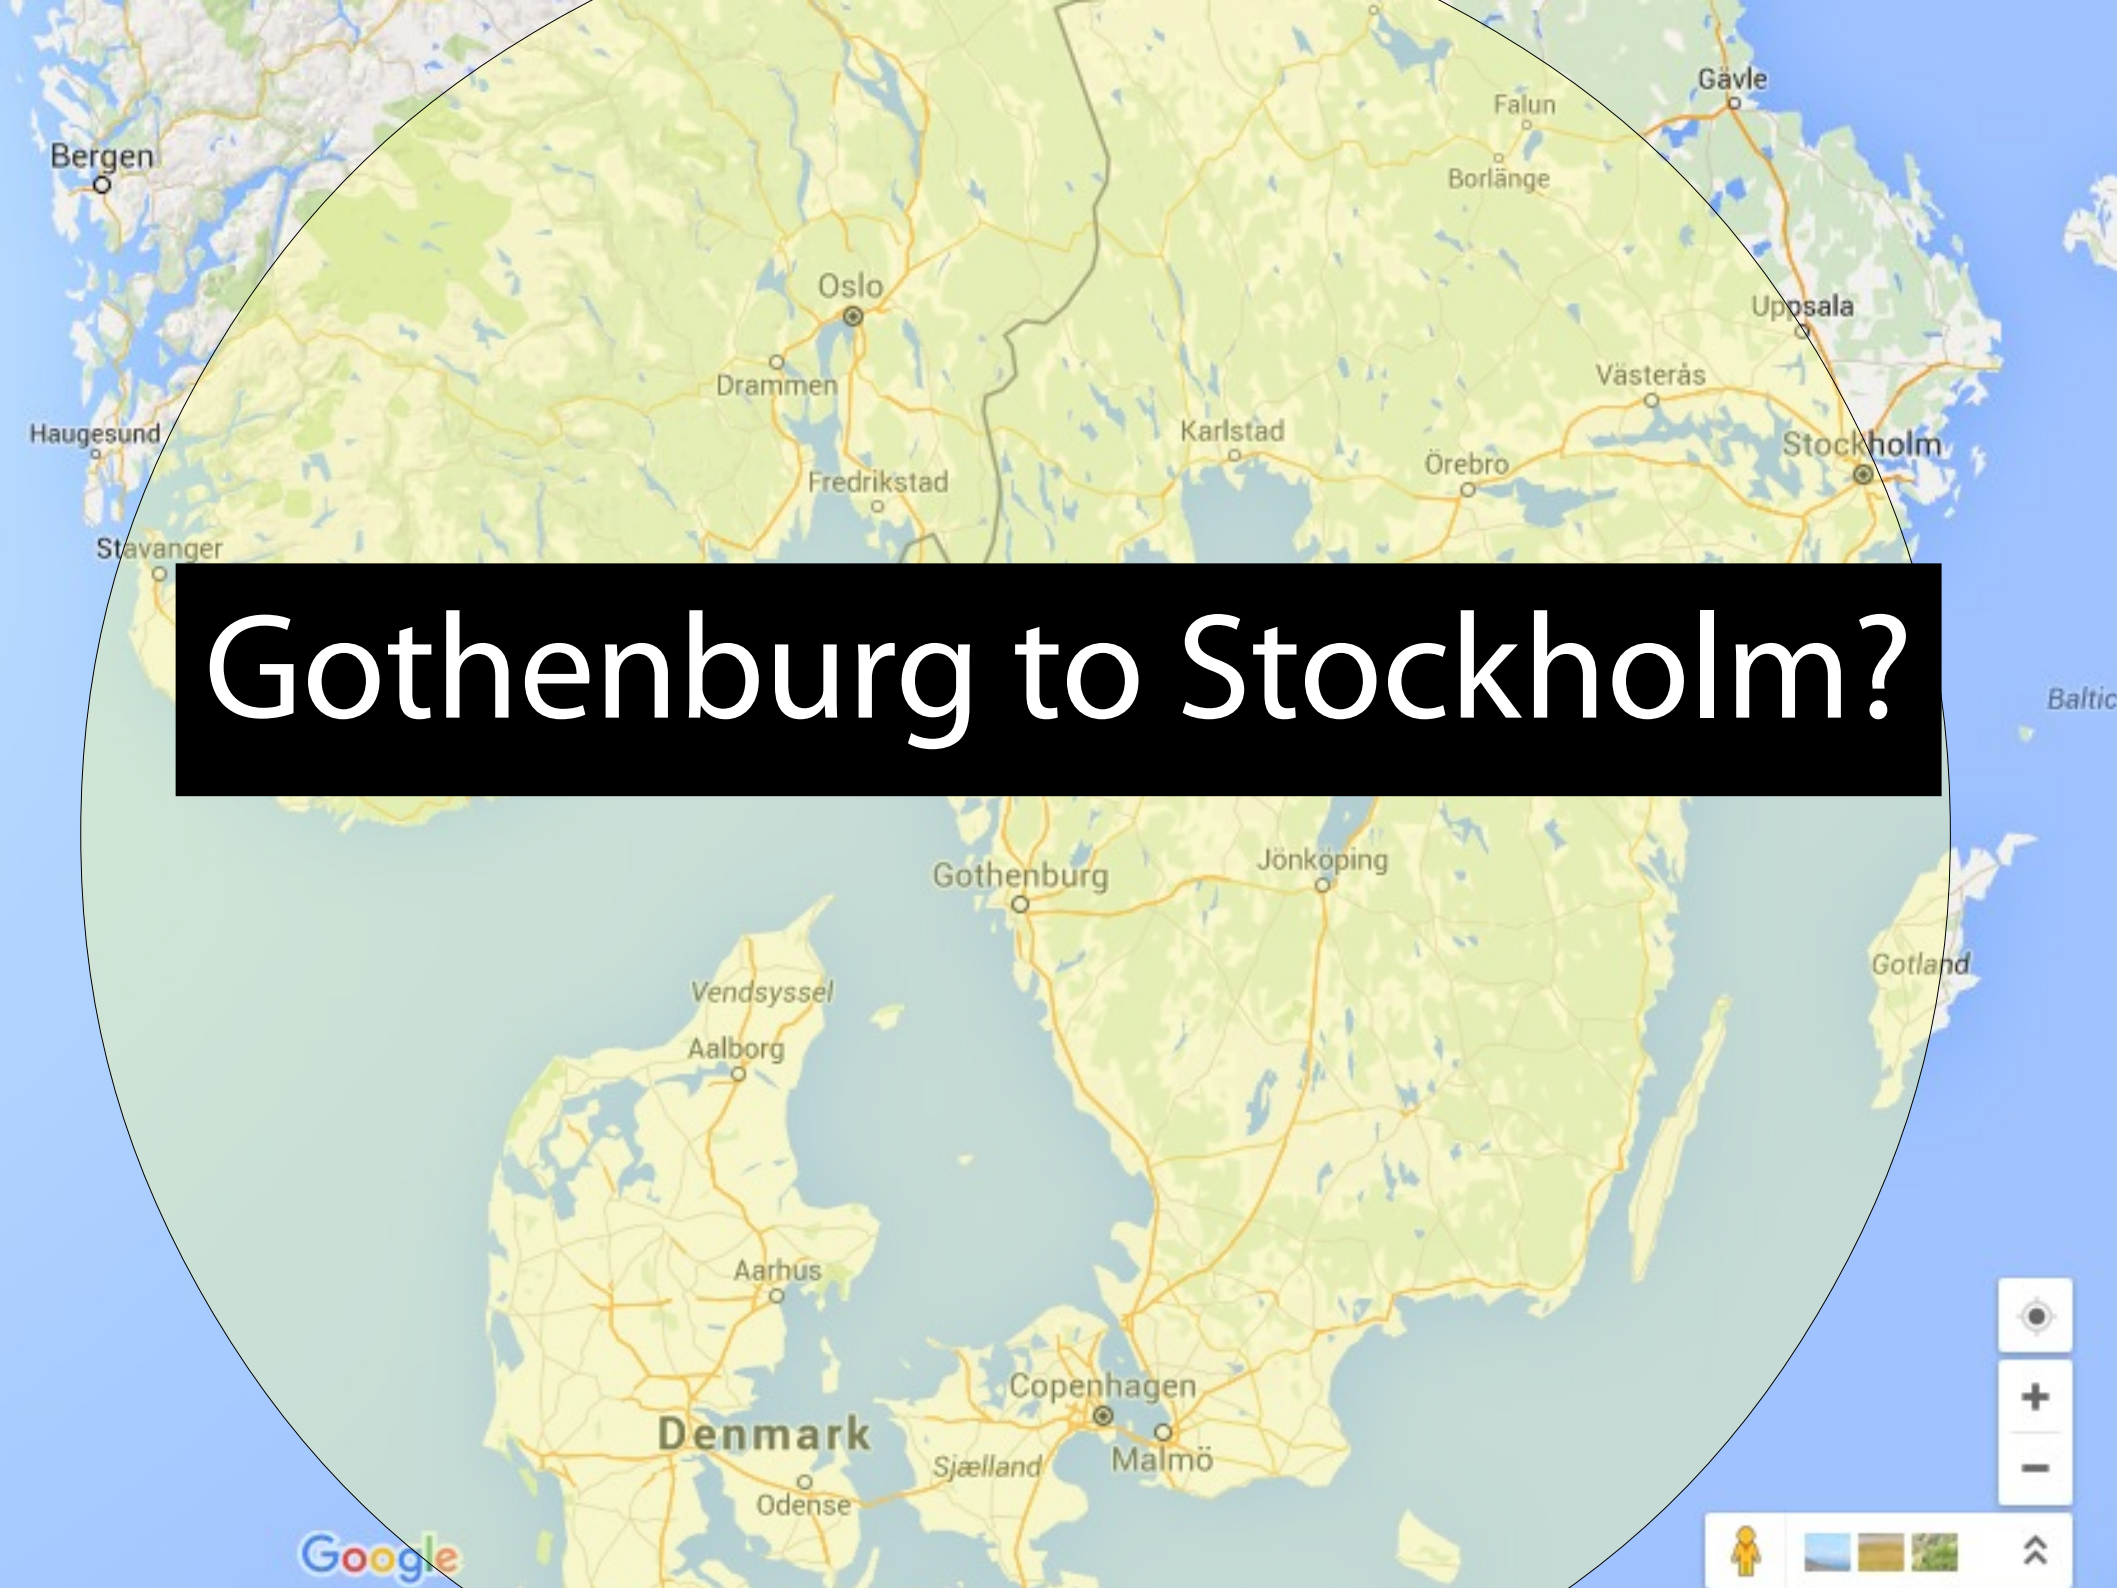 Gävle
Falun
Bergen
Borlänge
Oslo
Uppsala
Drammen
Västerås
Haugesund
Karlstad
Stockholm
Örebro
Fredrikstad
Stavanger
Gothenburg to Stockholm?
Baltic
Gothenburg
Jönköping
Gotland
Vendsyssel
Aalborg
Aarhus
Copenhagen
Denmark
Malmö
Sjælland
Odense
Google